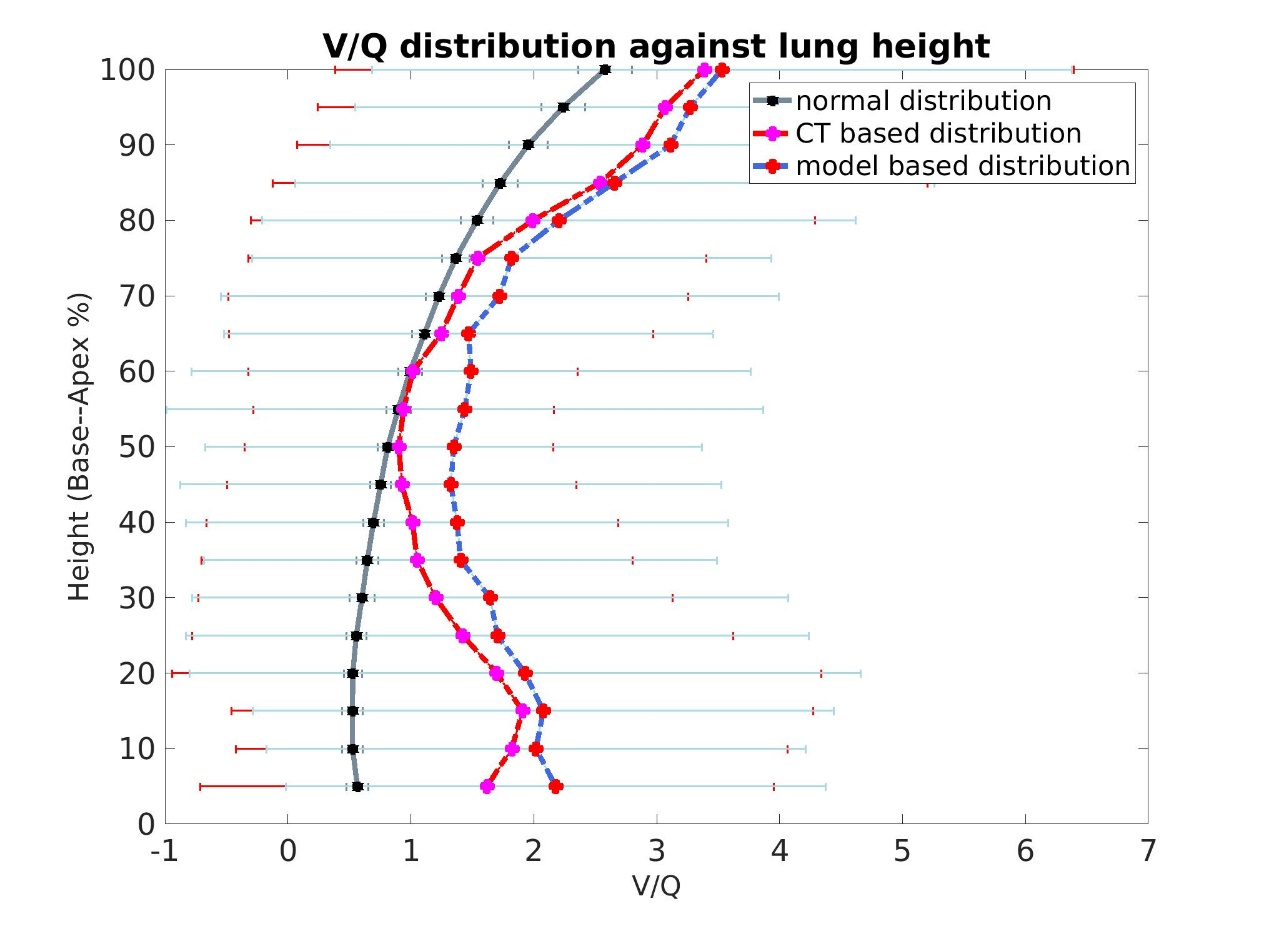 V/Q distribution against lung height
normal distribution
CT based distribution
model based distribution
Height (Base--Apex %)
100
90
80
70
60
50
40
30
20
10
0
-1 0 1 2 3 4 5 6 7
V/Q